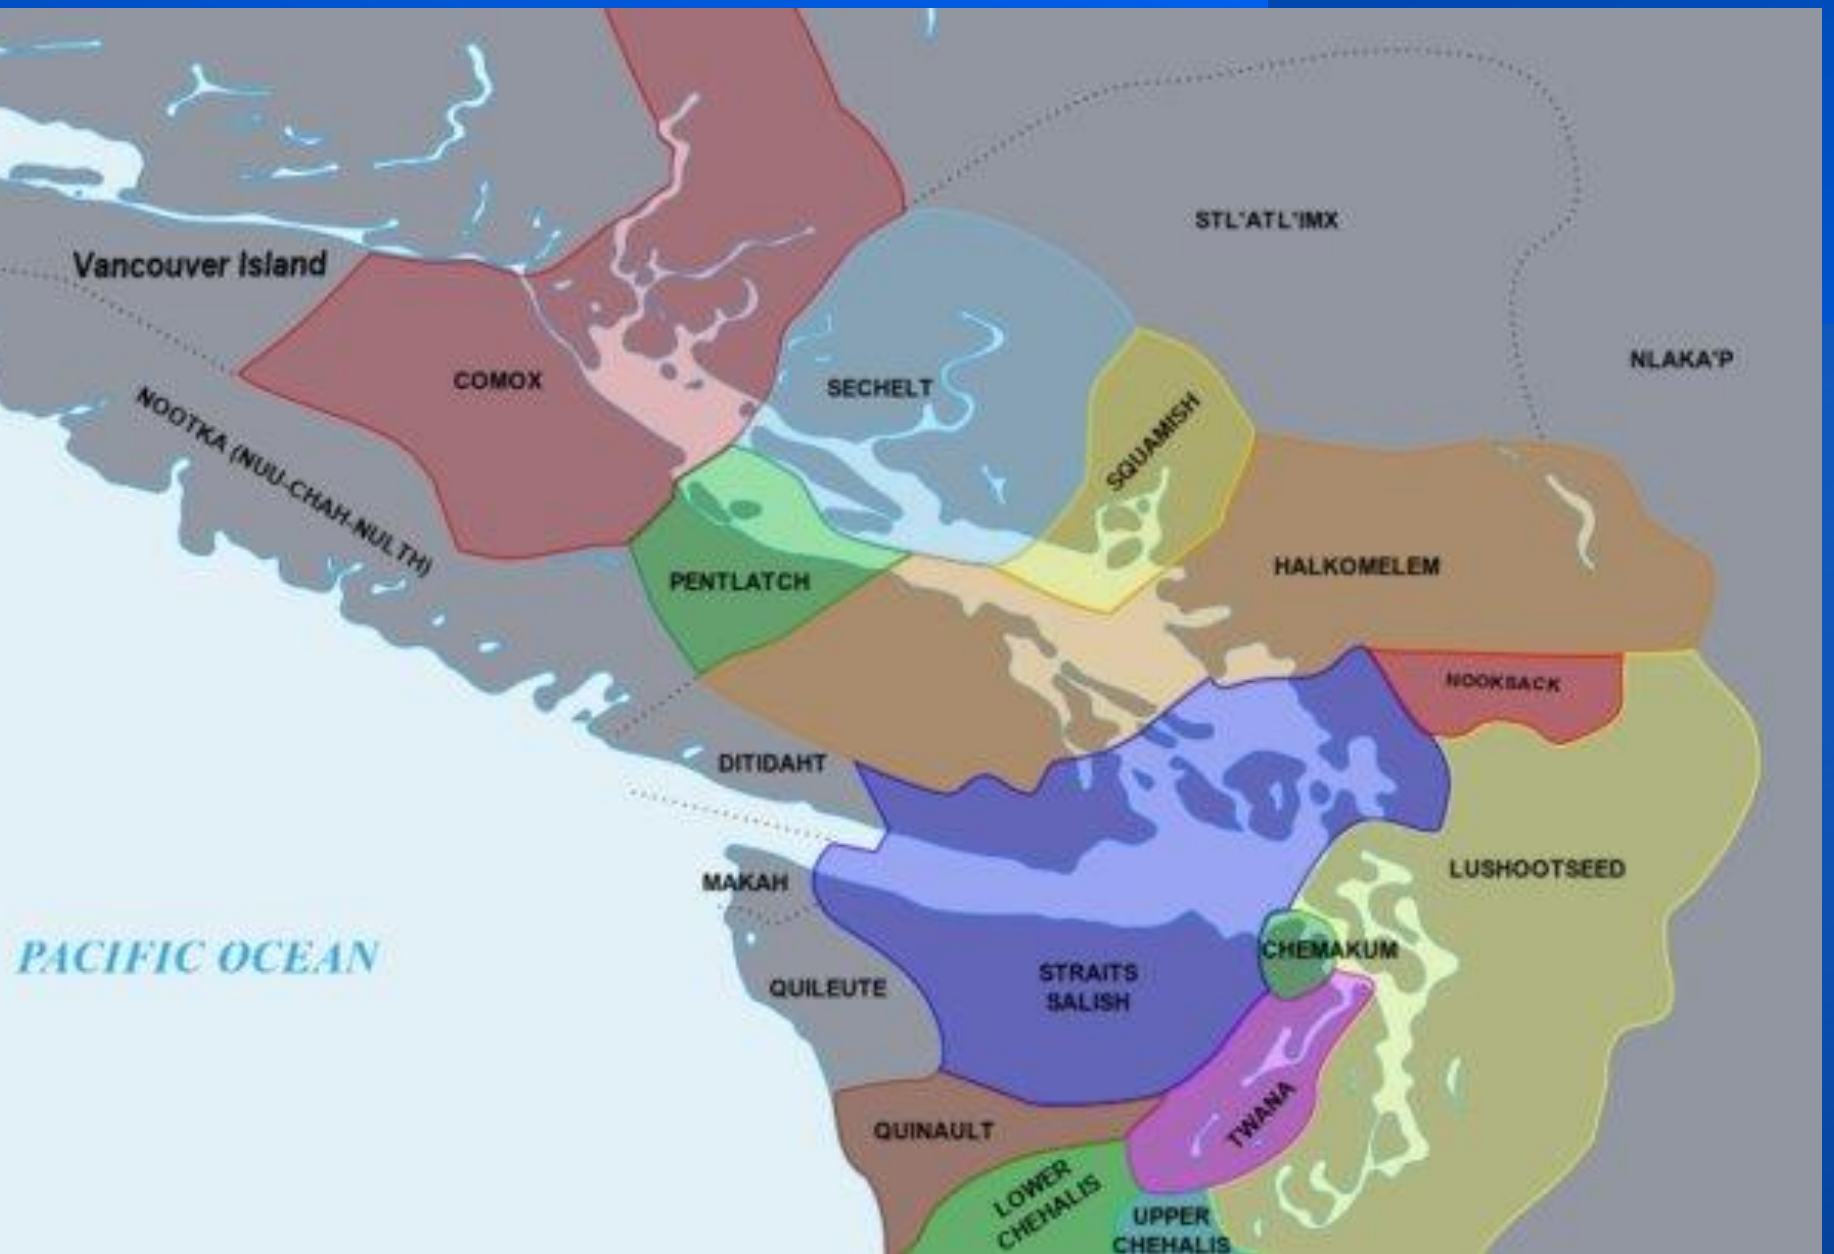 STL'ATL'IMX
Vancouver Island
NLAKA'P
COMOX
SECHELT
NOOTKA (NUU-CHAH-NULTH)
SQUAMISH
HALKOMELEM
PENTLATCH
NOOKSACK
DITIDAHT
LUSHOOTSEED
MAKAH
PACIFIC OCEAN
CHEMAKUM
STRAITS
SALISH
QUILEUTE
TWANA
QUINAULT
LOWER
CHEHALIS
UPPER
CHEHALIS